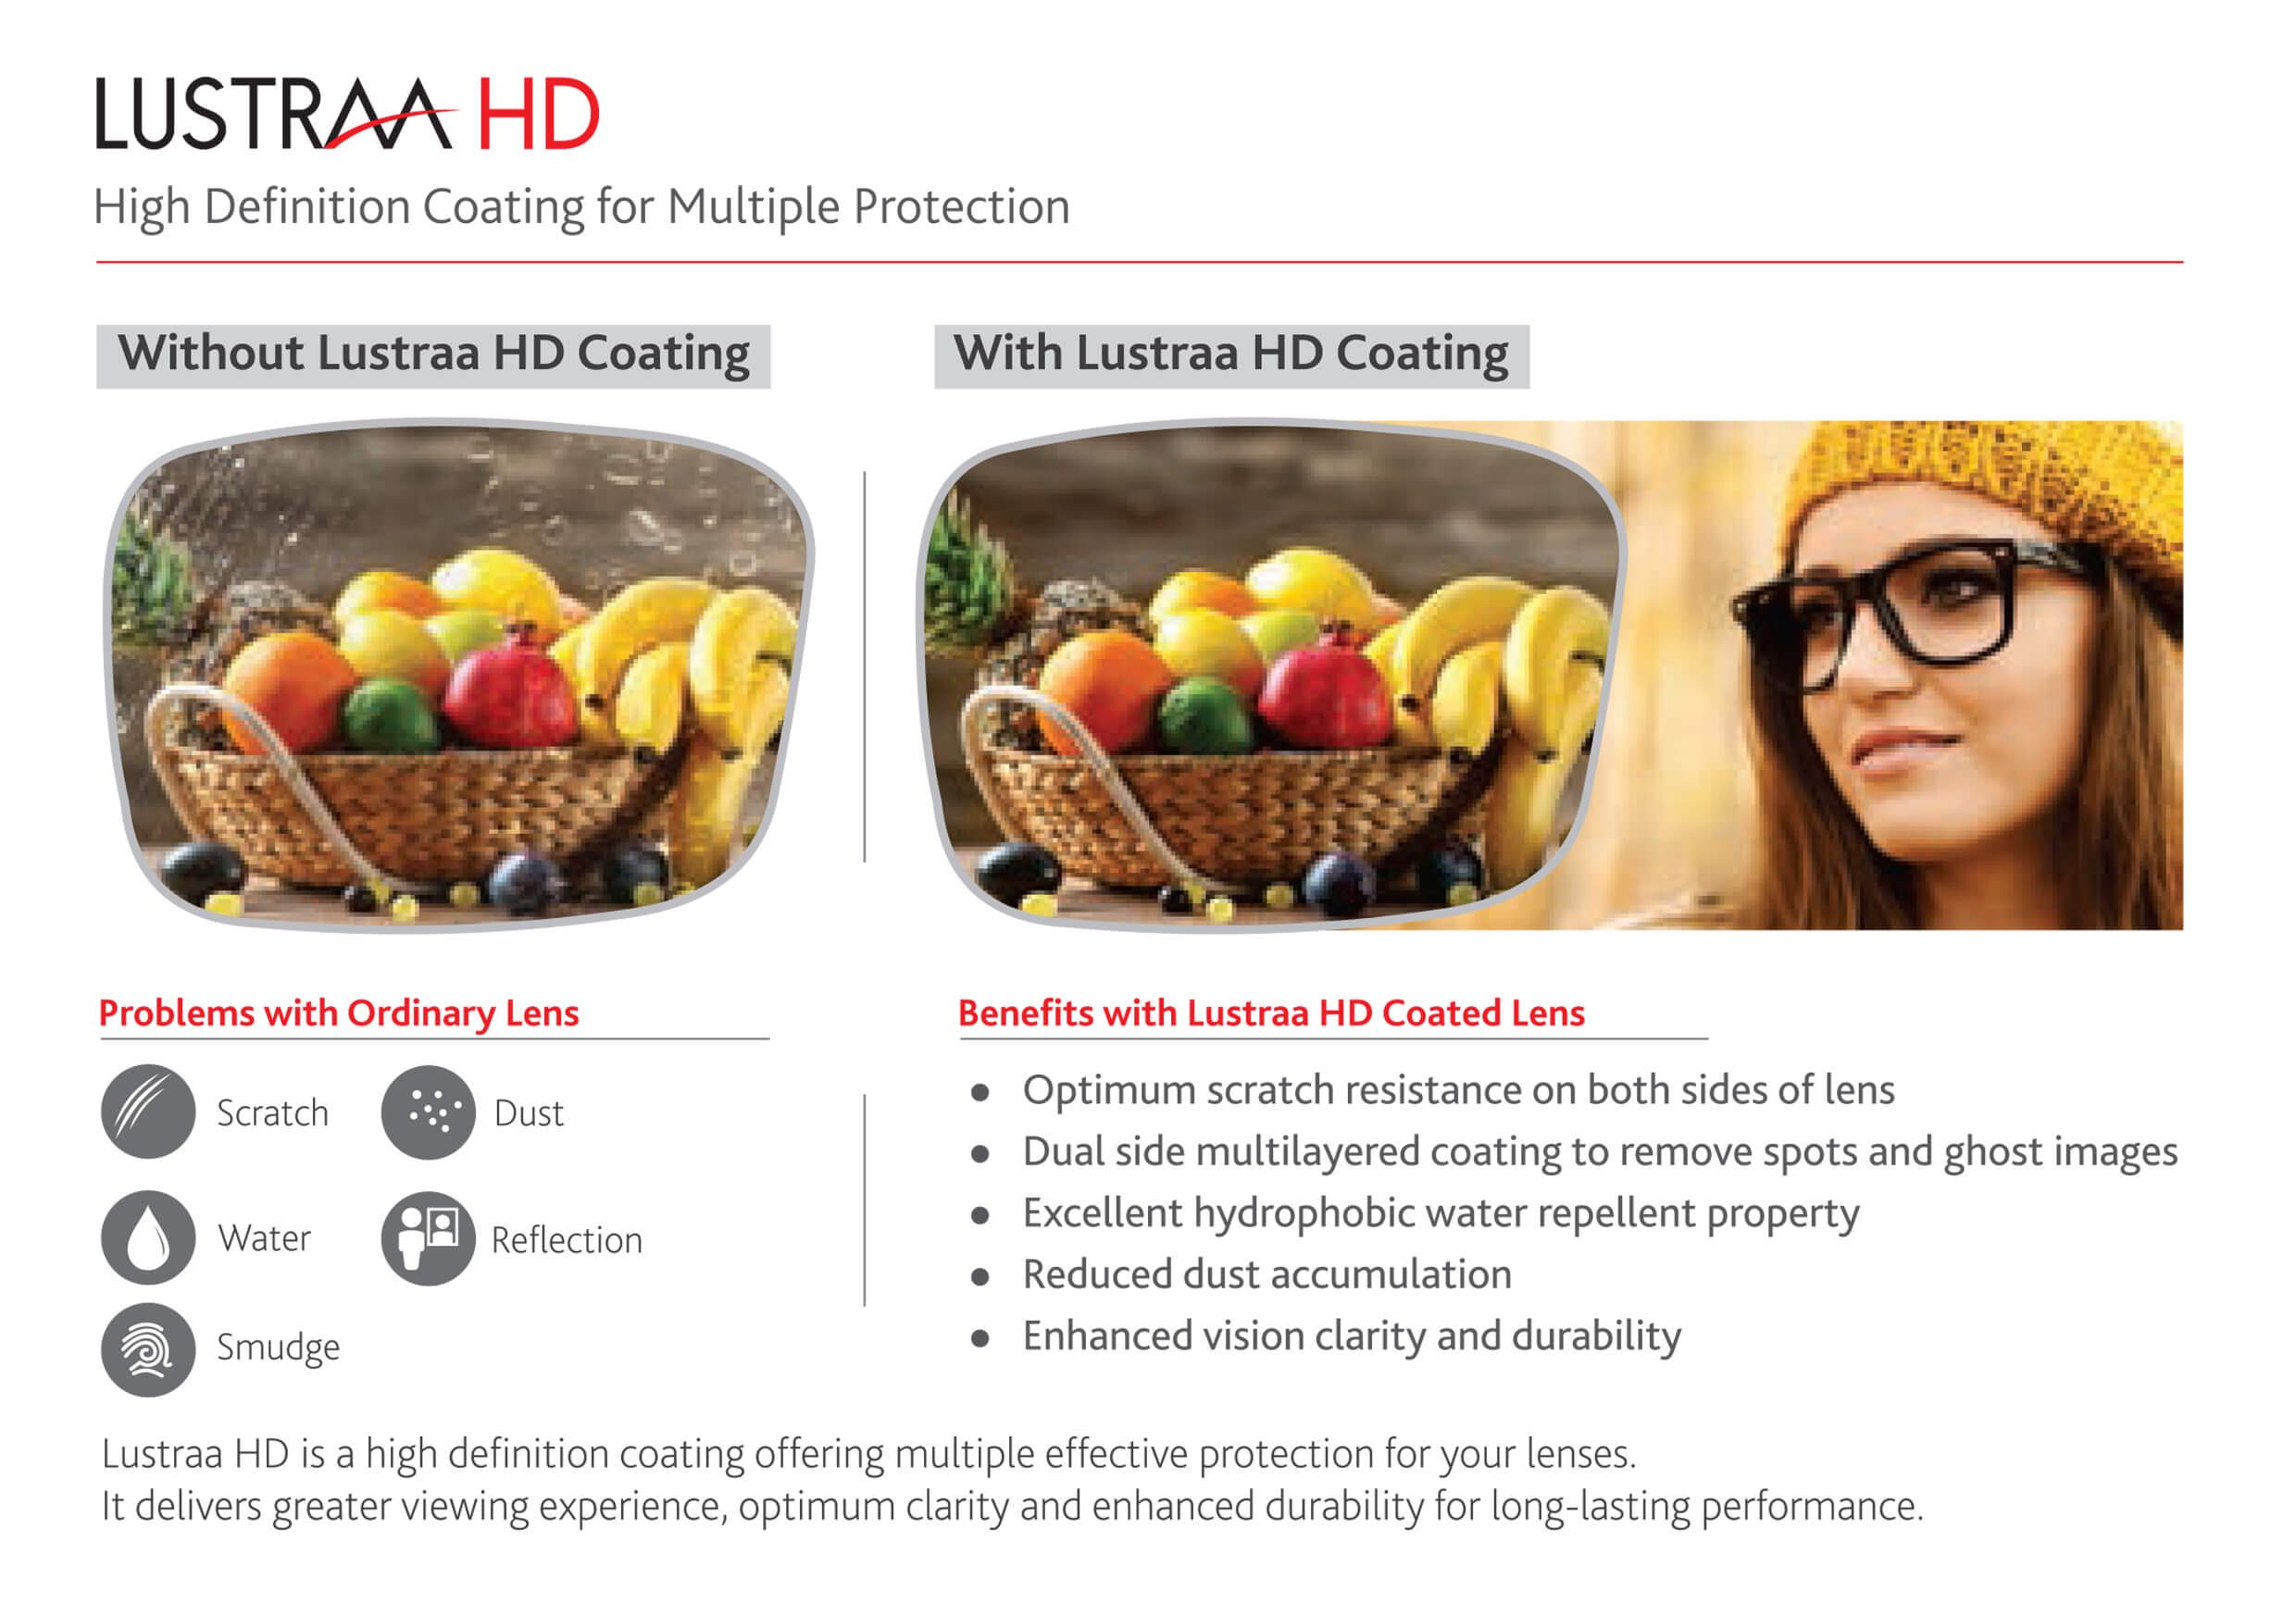 LUSTRAA HD
High Definition Coating for Multiple Protection
Without Lustraa HD Coating
With Lustraa HD Coating
Problems with Ordinary Lens
Scratch
Dust
Water
Reflection
Smudge
Benefits with Lustraa HD Coated Lens
● Optimum scratch resistance on both sides of lens
● Dual side multilayered coating to remove spots and ghost images
● Excellent hydrophobic water repellent property
● Reduced dust accumulation
● Enhanced vision clarity and durability
Lustraa HD is a high definition coating offering multiple effective protection for your lenses.
It delivers greater viewing experience, optimum clarity and enhanced durability for long-lasting performance.